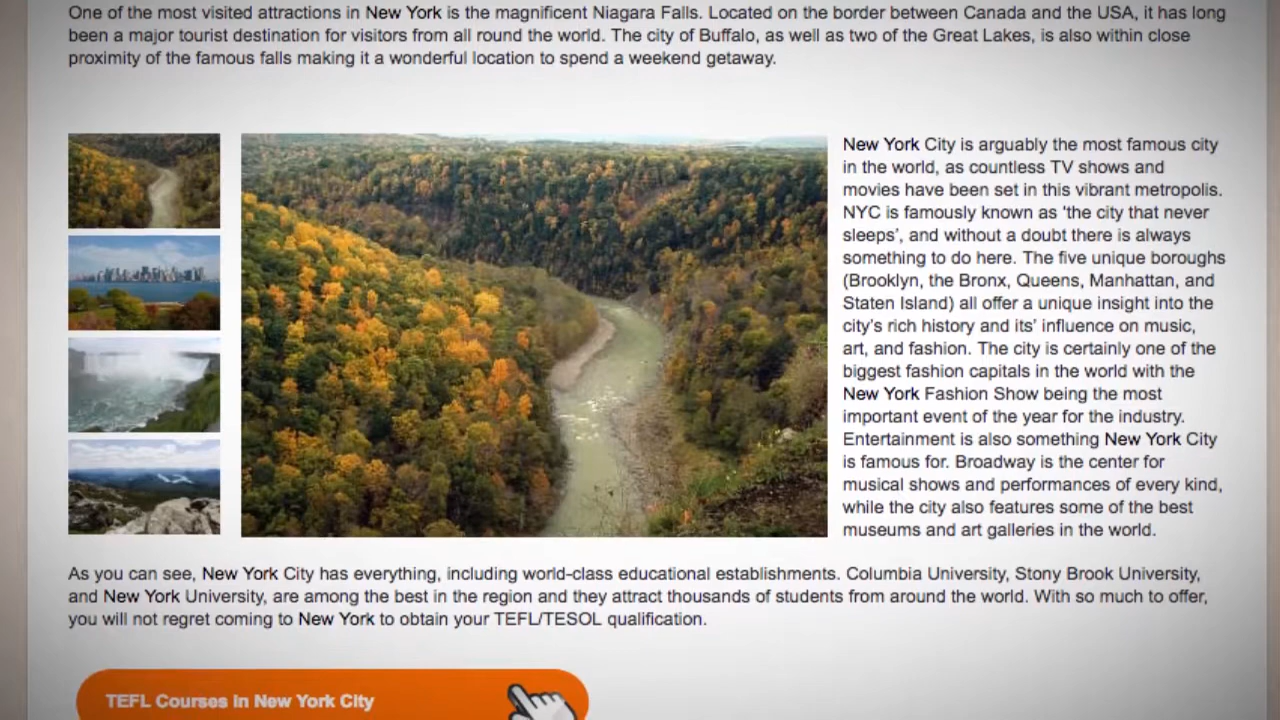 One of the most visited attractions in New York is the magnificent Niagara Falls. Located on the border between Canada and the USA, it has long
been a major tourist destination for visitors from all round the world. The city of Buffalo, as well as two of the Great Lakes, is also within close
proximity of the famous falls making it a wonderful location to spend a weekend getaway.
New York City is arguably the most famous city
in the world, as countless TV shows and
movies have been set in this vibrant metropolis.
NYC is famously known as 'the city that never
sleeps', and without a doubt there is always
something to do here. The five unique boroughs
(Brooklyn, the Bronx, Queens, Manhattan, and
Staten Island) all offer a unique insight into the
city's rich history and its' influence on music,
art, and fashion. The city is certainly one of the
biggest fashion capitals in the world with the
New York Fashion Show being the most
important event of the year for the industry.
Entertainment is also something New York City
is famous for. Broadway is the center for
musical shows and performances of every kind,
while the city also features some of the best
museums and art galleries in the world.
As you can see, New York City has everything, including world-class educational establishments. Columbia University, Stony Brook University,
and New York University, are among the best in the region and they attract thousands of students from around the world. With so much to offer,
you will not regret coming to New York to obtain your TEFL/TESOL qualification.
TEFL Courses in New York City